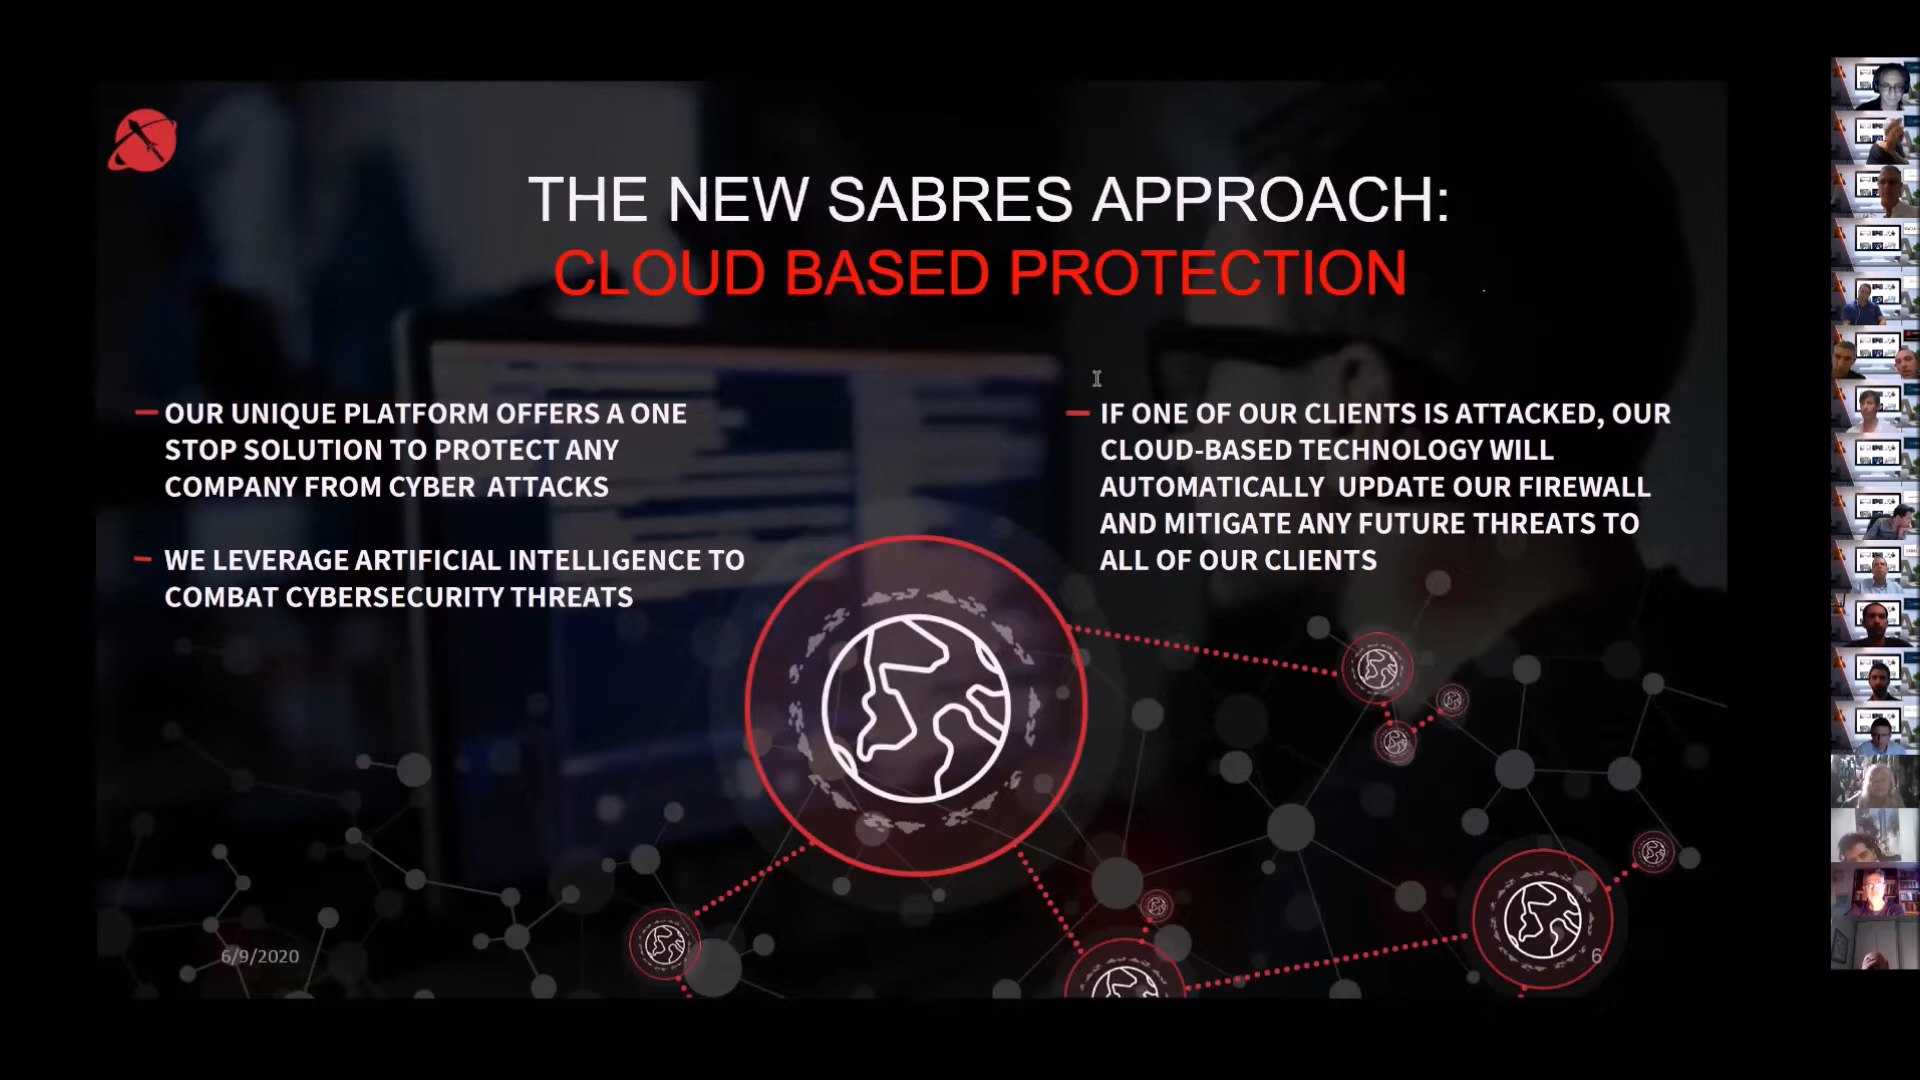 THE NEW SABRES APPROACH:
CLOUD BASED PROTECTION
— OUR UNIQUE PLATFORM OFFERS A ONE
STOP SOLUTION TO PROTECT ANY
COMPANY FROM CYBER ATTACKS
– WE LEVERAGE ARTIFICIAL INTELLIGENCE TO
COMBAT CYBERSECURITY THREATS
— IF ONE OF OUR CLIENTS IS ATTACKED, OUR
CLOUD-BASED TECHNOLOGY WILL
AUTOMATICALLY UPDATE OUR FIREWALL
AND MITIGATE ANY FUTURE THREATS TO
ALL OF OUR CLIENTS
6/9/2020
6